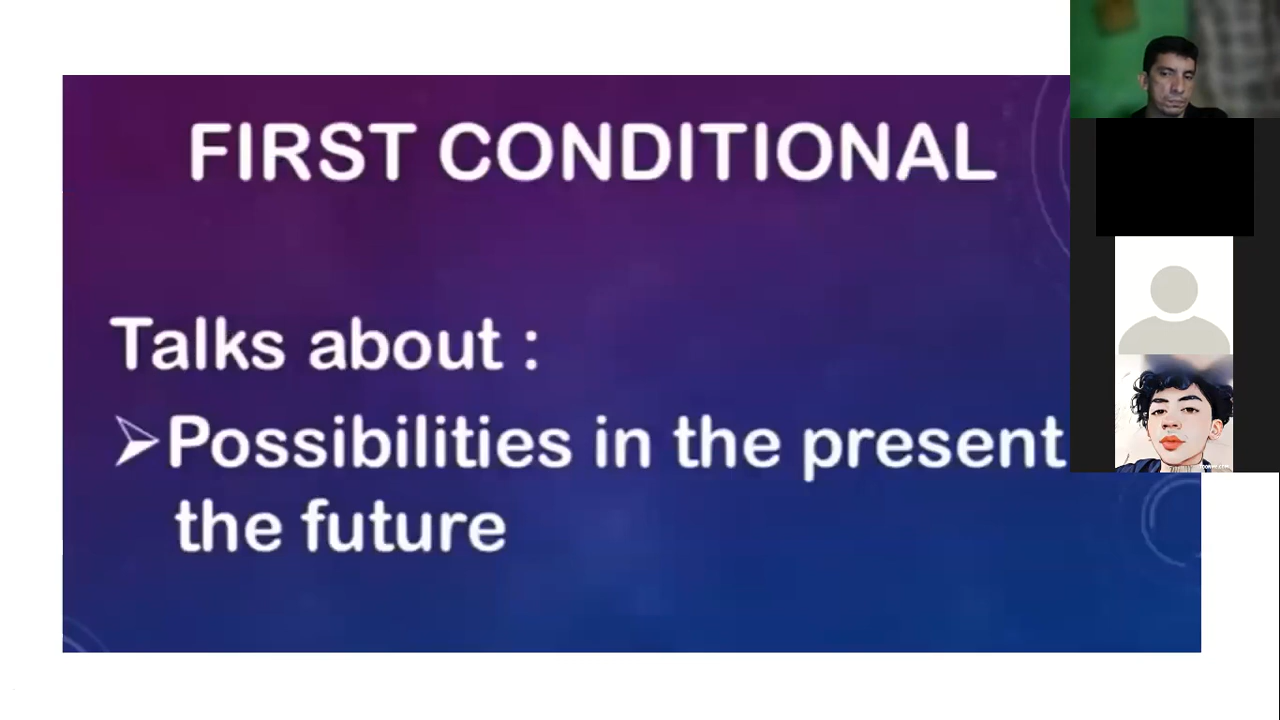 FIRST CONDITIONAL
Talks about :
➢Possibilities in the present
the future